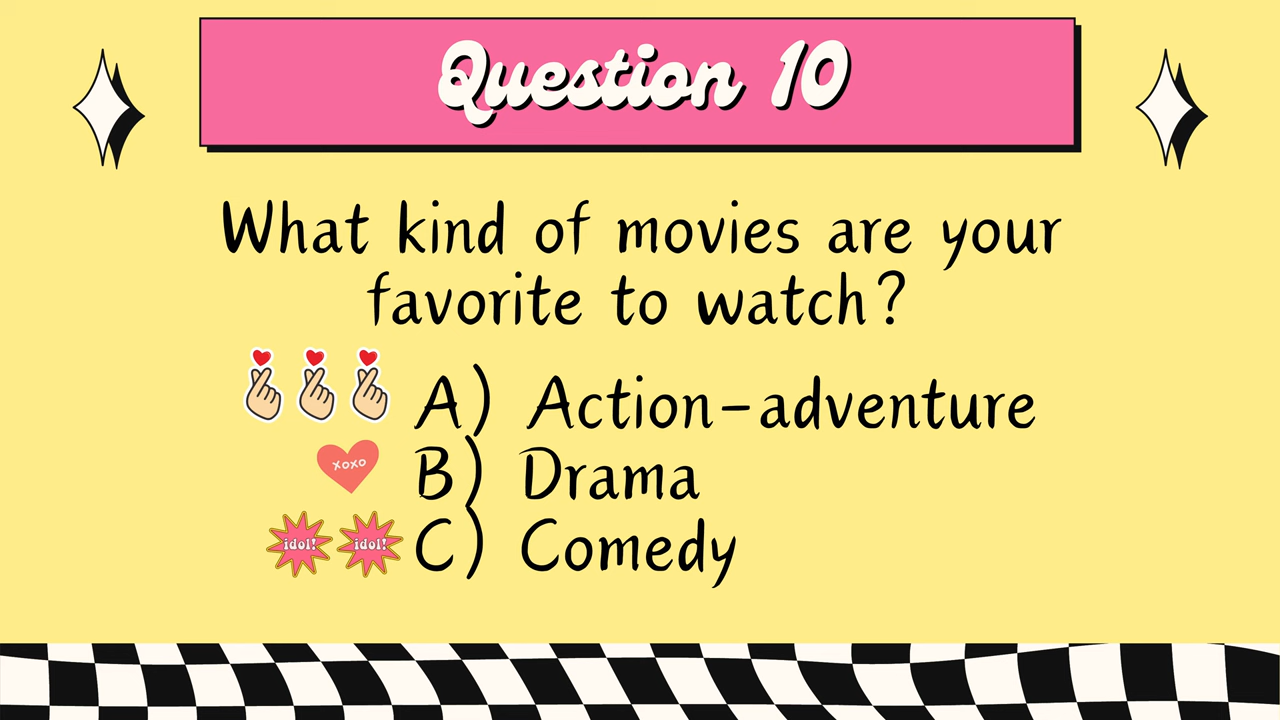 Question 10
What kind of movies are your
favorite to watch?
A) Action-adventure
xoxo
B) Drama
idol! idol!
C) Comedy